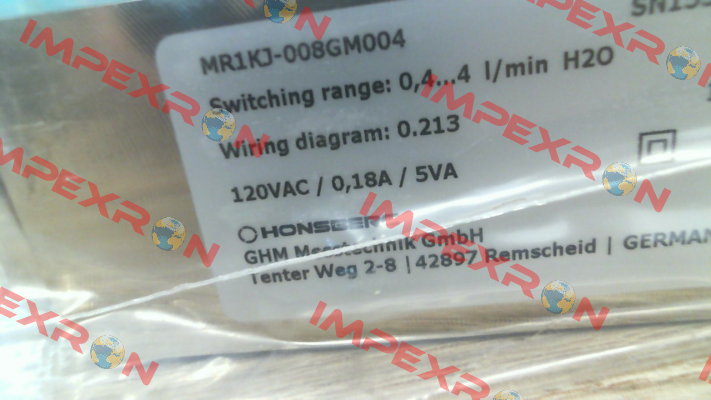 SN155
MR1KJ-008GM004
Switching range: 0,4...4 l/min H2O
Wiring diagram: 0.213
120VAC / 0,18A / 5VA
HONSBERG
GHM Messtechnik GmbH
Tenter Weg 2-8 | 42897 Remscheid | GERMAN
IMPEXRON
IMPEXRON
IMPEXRON
IMPEXRON
IMPEXRON